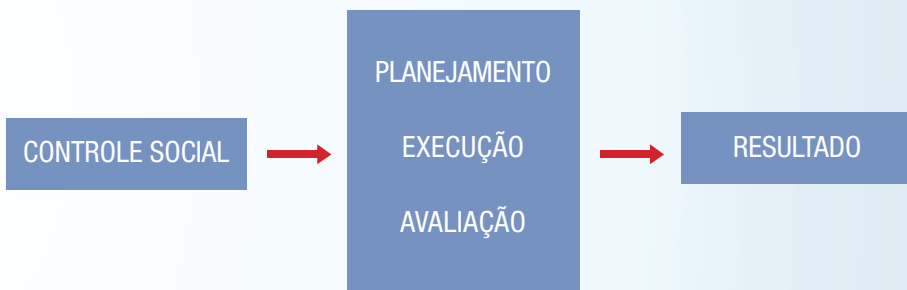 CONTROLE SOCIAL
PLANEJAMENTO
EXECUÇÃO
AVALIAÇÃO
RESULTADO